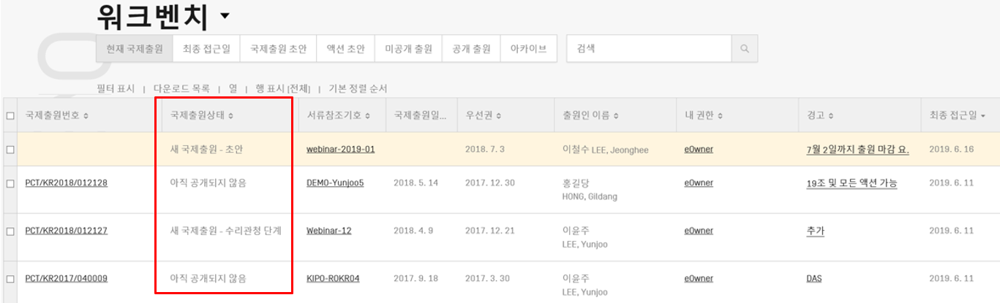 워크벤치
현재 국제출원 최종 접근일 국제출원 초안 액션 초안 미공개 출원 공개 출원 아카이브 검색
필터 표시 | 다운로드 목록 | 열 | 행 표시 [전체] | 기본 정렬 순서
국제출원번호 국제출원상태 서류참조기호 국제출원일... 우선권 출원인 이름 내 권한 경고 최종 접근일
새 국제출원 - 초안 webinar-2019-01 2018. 7. 3 이철수 LEE, Jeonghee eOwner 7월 2일까지 출원 마감 요. 2019. 6. 16
PCT/KR2018/012128 아직 공개되지 않음 DEMO-Yunjoo5 2018. 5. 14 2017. 12. 30 홍길당 eOwner 19조 및 모든 액션 가능 2019. 6. 11
HONG, Gildang
PCT/KR2018/012127 새 국제출원 - 수리관청 단계 Webinar-12 2018. 4. 9 2017. 12. 21 이윤주 eOwner 추가 2019. 6. 11
LEE, Yunjoo
PCT/KR2017/040009 아직 공개되지 않음 KIPO-ROKR04 2017. 9. 18 2017. 3. 30 이윤주 eOwner DAS 2019. 6. 11
LEE, Yunjoo